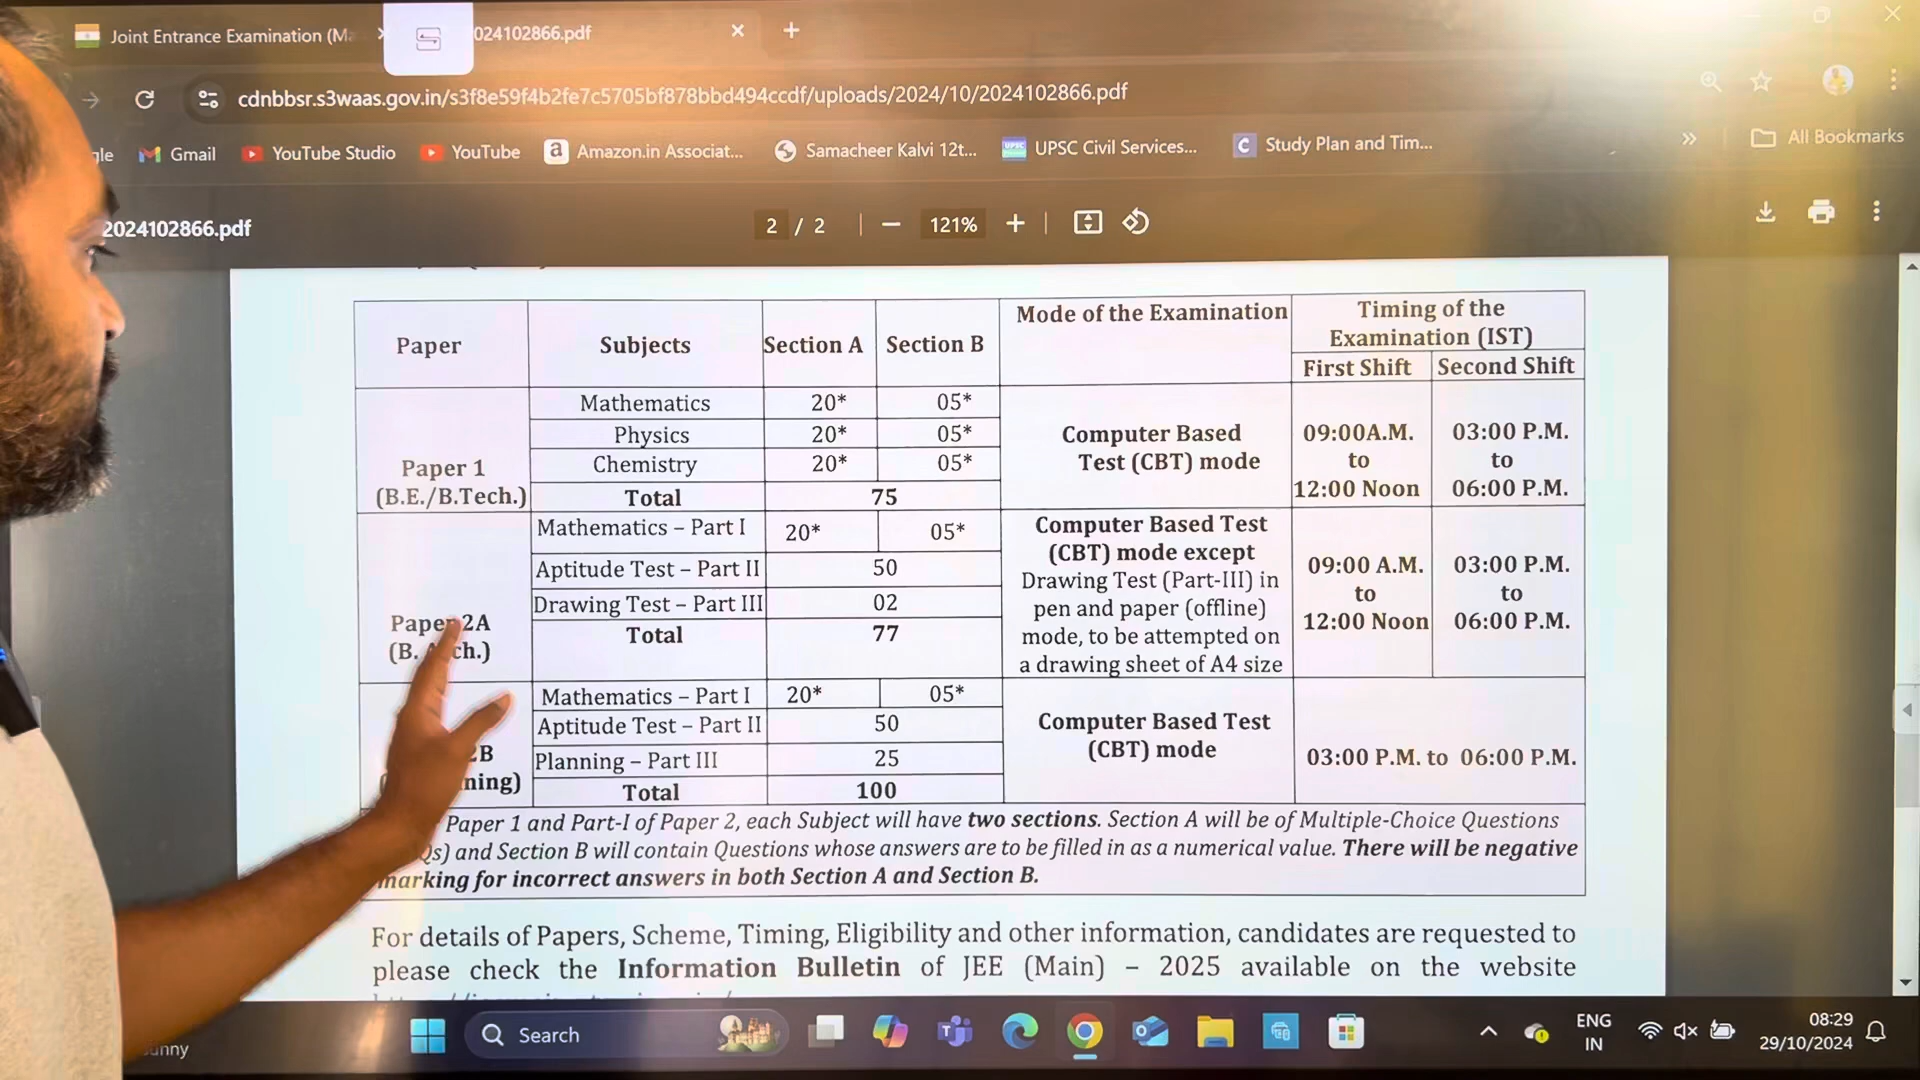 Joint Entrance Examination (Ma
024102866.pdf
cdnbbsr.s3waas.gov.in/s3f8e59f4b2fe7c5705bf878bbd494ccdf/uploads/2024/10/2024102866.pdf
gle Gmail YouTube Studio YouTube Amazon.in Associat... Samacheer Kalvi 12t... UPSC Civil Services... Study Plan and Tim... » All Bookmarks
2024102866.pdf 2 / 2 121%
Paper Subjects Section A Section B Mode of the Examination Timing of the Examination (IST)
First Shift Second Shift
Paper 1
(B.E./B.Tech.)
Mathematics 20* 05*
Physics 20* 05*
Chemistry 20* 05*
Total 75
Computer Based
Test (CBT) mode
09:00A.M.
to
12:00 Noon
03:00 P.M.
to
06:00 P.M.
Paper 2A
(B. ch.)
Mathematics – Part I 20* 05*
Aptitude Test – Part II 50
Drawing Test – Part III 02
Total 77
Computer Based Test
(CBT) mode except
Drawing Test (Part-III) in
pen and paper (offline)
mode, to be attempted on
a drawing sheet of A4 size
09:00 A.M.
to
12:00 Noon
03:00 P.M.
to
06:00 P.M.
2B
ning)
Mathematics – Part I 20* 05*
Aptitude Test – Part II 50
Planning – Part III 25
Total 100
Computer Based Test
(CBT) mode
03:00 P.M. to 06:00 P.M.
Paper 1 and Part-I of Paper 2, each Subject will have two sections. Section A will be of Multiple-Choice Questions
Qs) and Section B will contain Questions whose answers are to be filled in as a numerical value. There will be negative
marking for incorrect answers in both Section A and Section B.
For details of Papers, Scheme, Timing, Eligibility and other information, candidates are requested to
please check the Information Bulletin of JEE (Main) – 2025 available on the website
Search
ENG
IN
08:29
29/10/2024